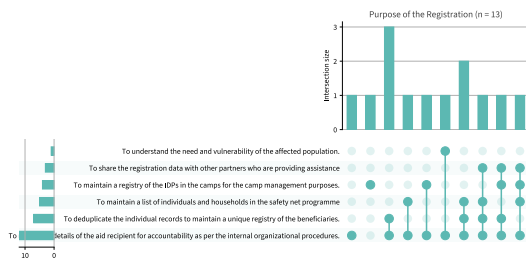 Purpose of the Registration (n = 13)
3
2
1
0
Intersection size
To understand the need and vulnerability of the affected population.
To share the registration data with other partners who are providing assistance
To maintain a registry of the IDPs in the camps for the camp management purposes.
To maintain a list of individuals and households in the safety net programme
To deduplicate the individual records to maintain a unique registry of the beneficiaries.
To details of the aid recipient for accountability as per the internal organizational procedures.
10 0